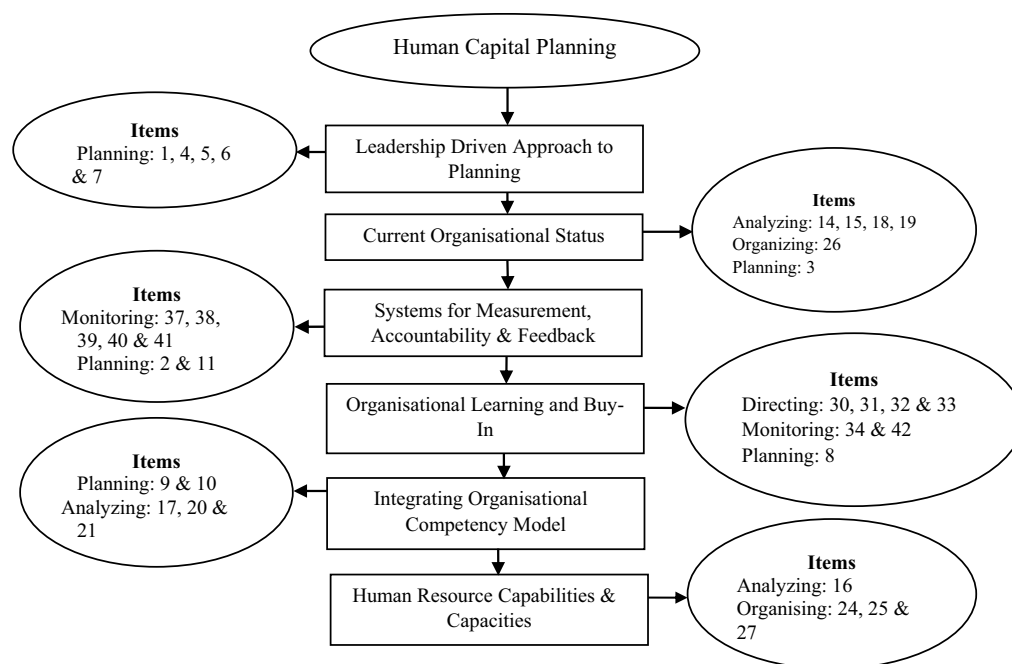 Human Capital Planning
Items
Planning: 1, 4, 5, 6
& 7
Leadership Driven Approach to
Planning
Items
Analyzing: 14, 15, 18, 19
Organizing: 26
Planning: 3
Current Organisational Status
Items
Monitoring: 37, 38,
39, 40 & 41
Planning: 2 & 11
Systems for Measurement,
Accountability & Feedback
Items
Directing: 30, 31, 32 & 33
Monitoring: 34 & 42
Planning: 8
Organisational Learning and Buy-
In
Items
Planning: 9 & 10
Analyzing: 17, 20 &
21
Integrating Organisational
Competency Model
Items
Analyzing: 16
Organising: 24, 25 &
27
Human Resource Capabilities &
Capacities